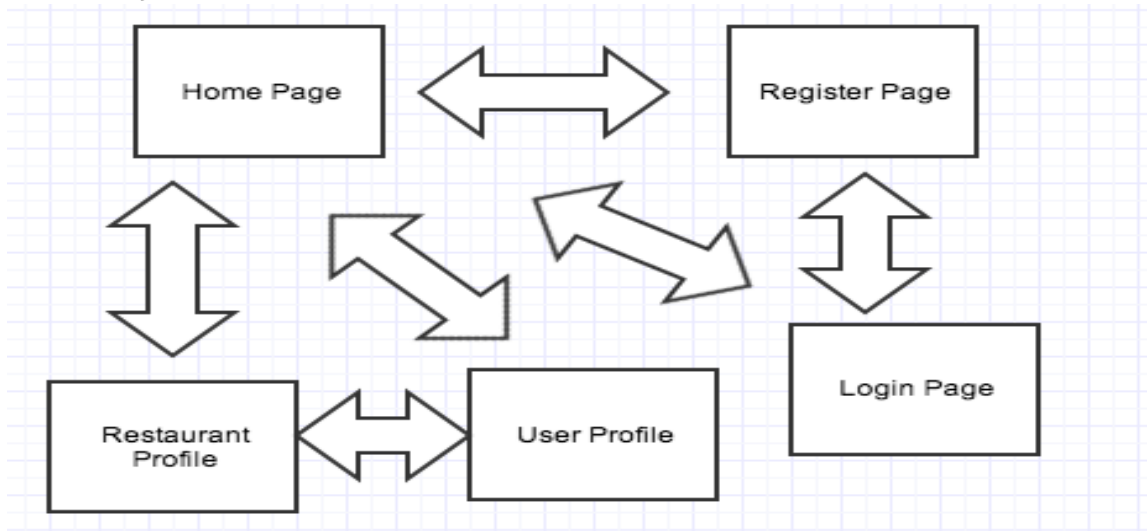 Home Page
Register Page
Login Page
Restaurant
Profile
User Profile